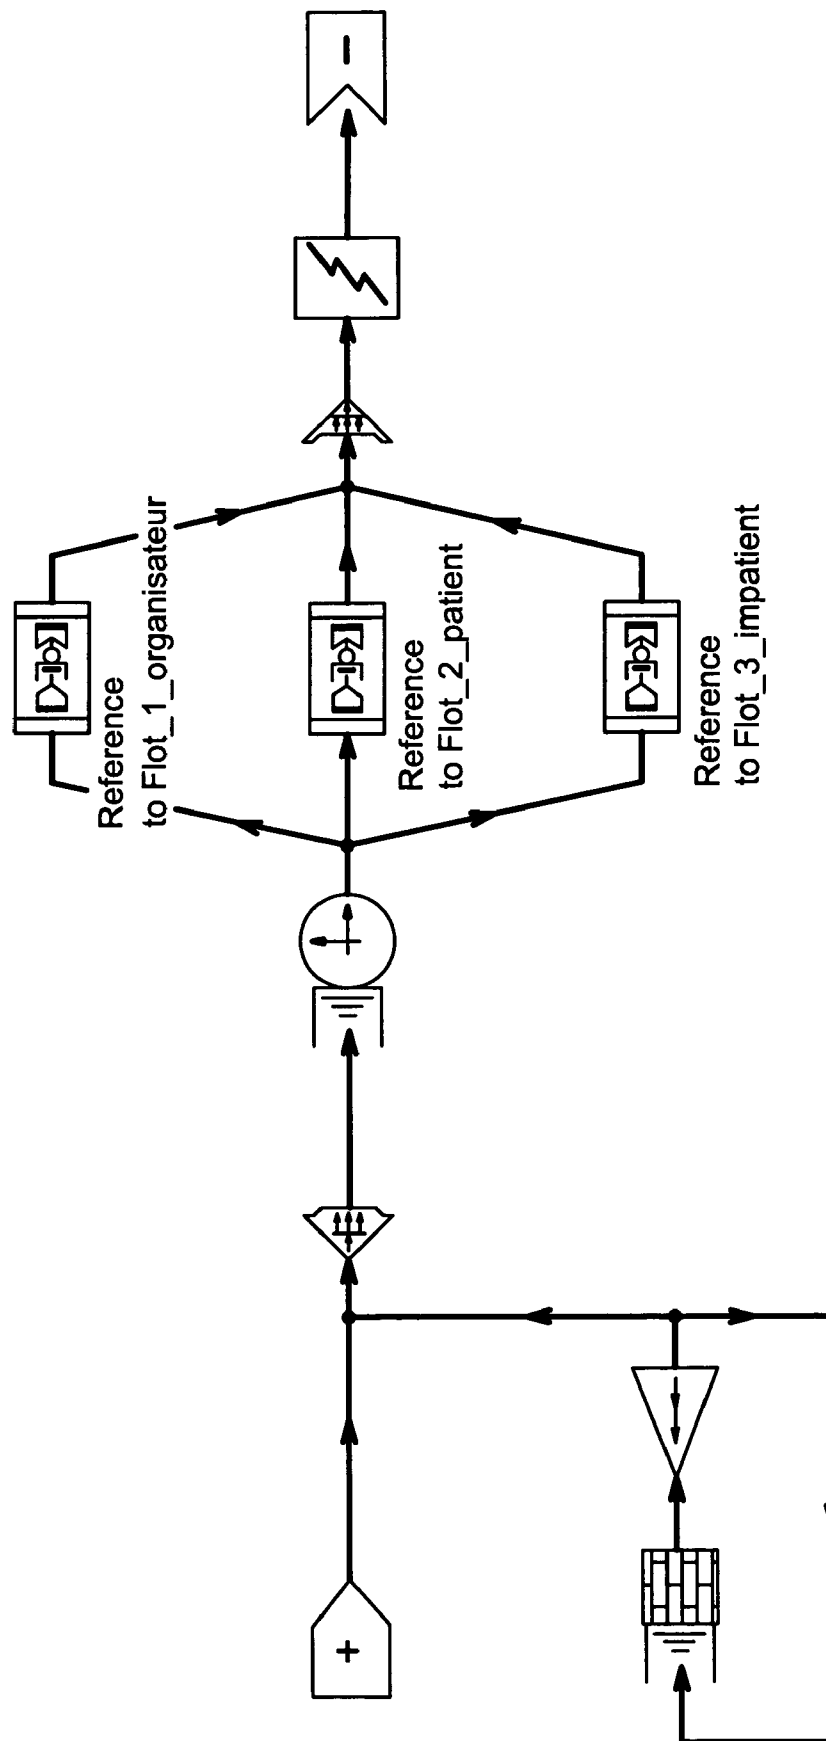 Reference
to Flot_1_organisateur
Reference
to Flot_2_patient
Reference
to Flot_3_impatient